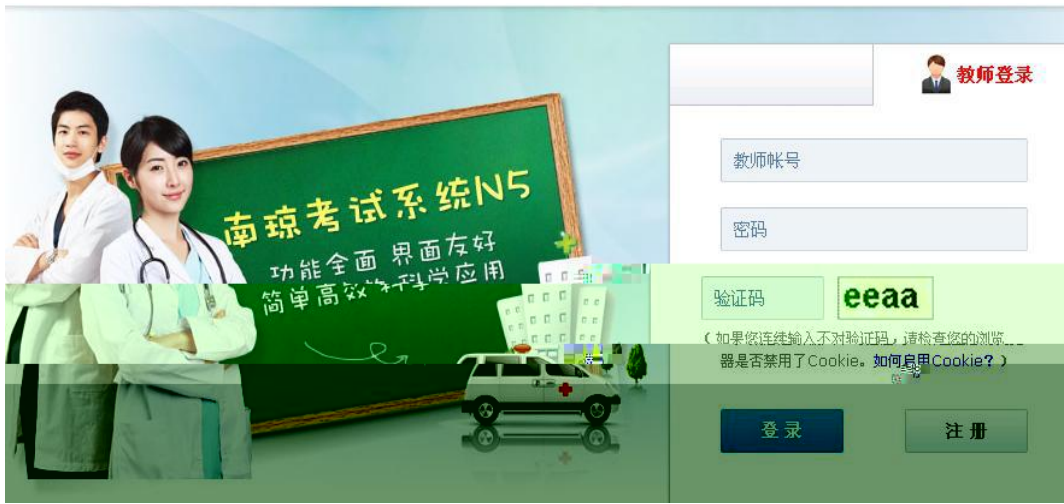 教师登录
南琼考试系统N5
功能全面 界面友好
简单高效 科学应用
教师帐号
密码
验证码
eeaa
(如果您连续输入不对验证码，请检查您的浏览
器是否禁用了Cookie。如何启用Cookie？)
登 录
注 册